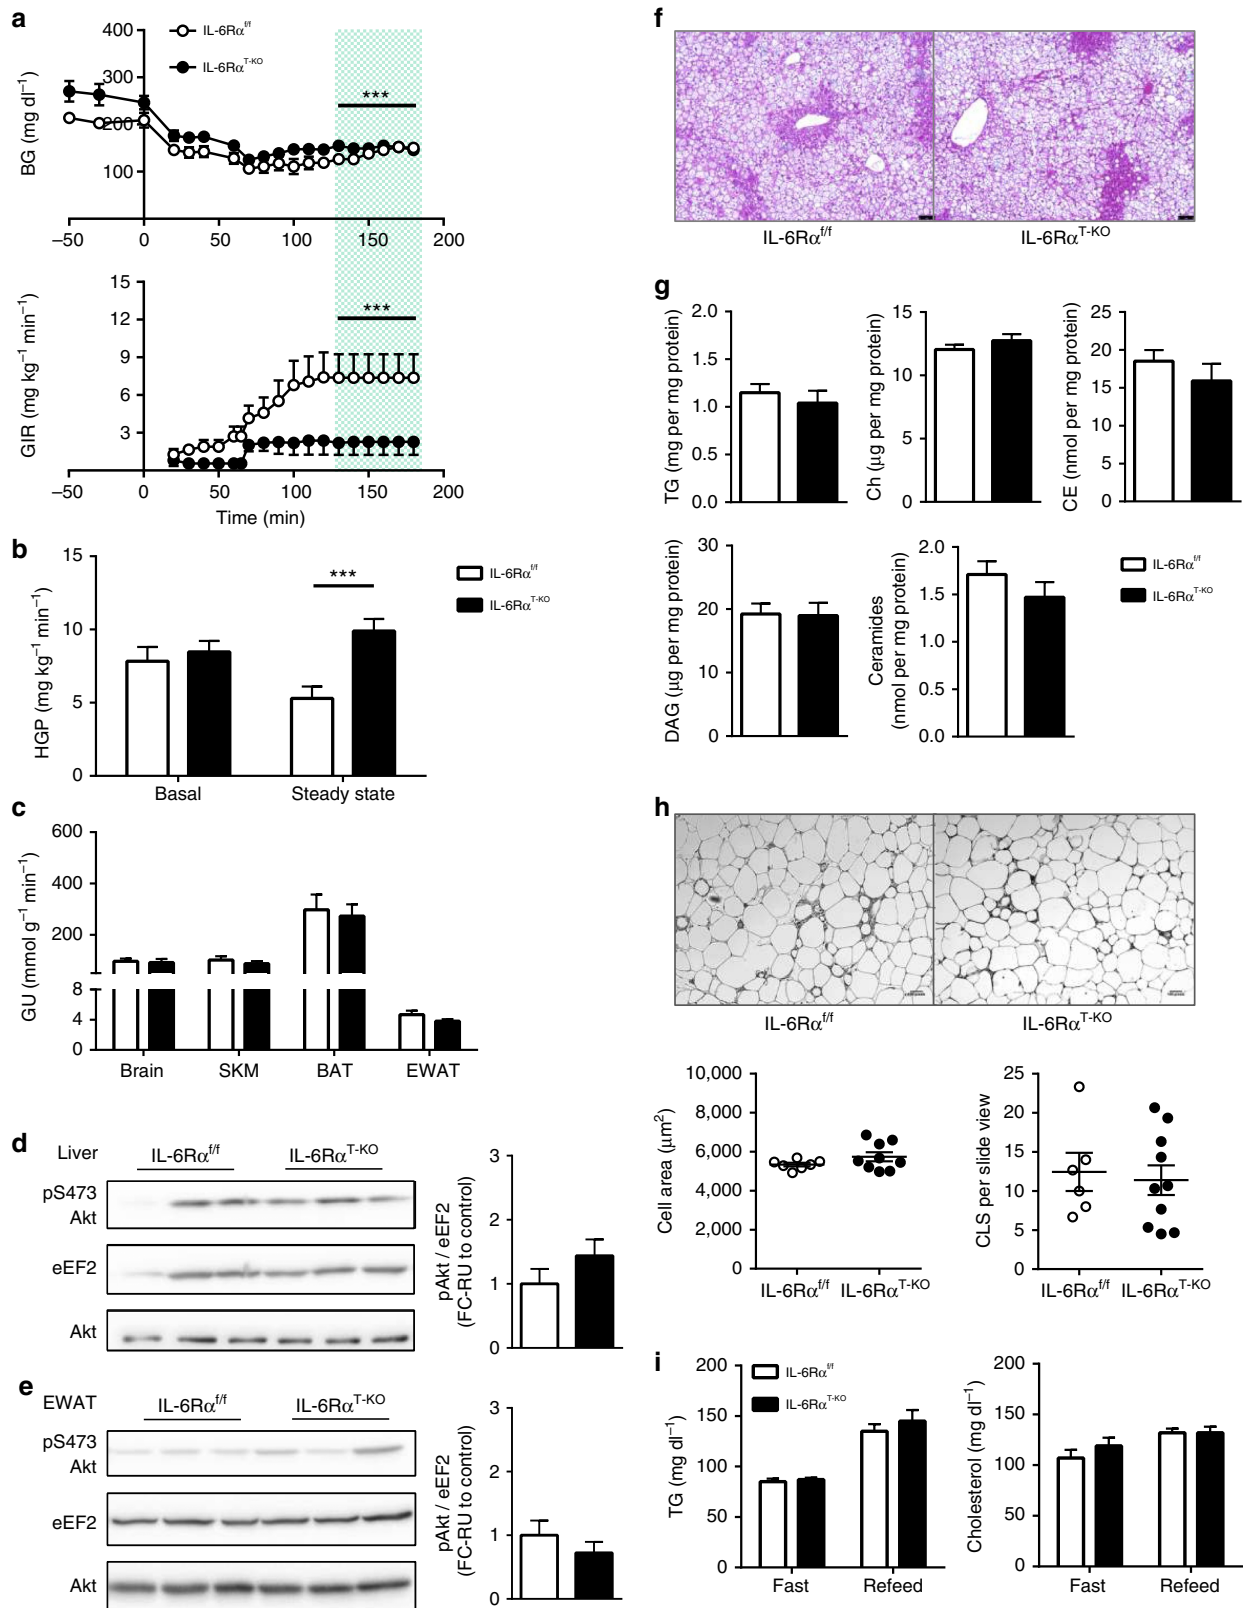 a
400
300
200
100
BG (mg dl⁻¹)
IL-6Rα^f/f
IL-6Rα^T-KO
***
–50 0 50 100 150 200
15
12
9
6
3
GIR (mg kg⁻¹ min⁻¹)
***
–50 0 50 100 150 200
Time (min)
b
15
10
5
0
HGP (mg kg⁻¹ min⁻¹)
***
IL-6Rα^f/f
IL-6Rα^T-KO
Basal Steady state
c
600
400
200
8
4
0
GU (mmol g⁻¹ min⁻¹)
Brain SKM BAT EWAT
d
Liver IL-6Rα^f/f IL-6Rα^T-KO
pS473
Akt
eEF2
Akt
3
2
1
0
pAkt / eEF2
(FC-RU to control)
e
EWAT IL-6Rα^f/f IL-6Rα^T-KO
pS473
Akt
eEF2
Akt
3
2
1
0
pAkt / eEF2
(FC-RU to control)
f
IL-6Rα^f/f IL-6Rα^T-KO
g
2.0
1.5
1.0
0.5
0.0
TG (mg per mg protein)
15
10
5
0
Ch (μg per mg protein)
25
20
15
10
5
0
CE (nmol per mg protein)
30
20
10
0
DAG (μg per mg protein)
2.0
1.5
1.0
0.5
0.0
Ceramides
(nmol per mg protein)
IL-6Rα^f/f
IL-6Rα^T-KO
h
IL-6Rα^f/f IL-6Rα^T-KO
10,000
8,000
6,000
4,000
2,000
0
Cell area (μm²)
IL-6Rα^f/f IL-6Rα^T-KO
25
20
15
10
5
0
CLS per slide view
IL-6Rα^f/f IL-6Rα^T-KO
i
200
150
100
50
0
TG (mg dl⁻¹)
IL-6Rα^f/f
IL-6Rα^T-KO
Fast Refeed
200
150
100
50
0
Cholesterol (mg dl⁻¹)
Fast Refeed